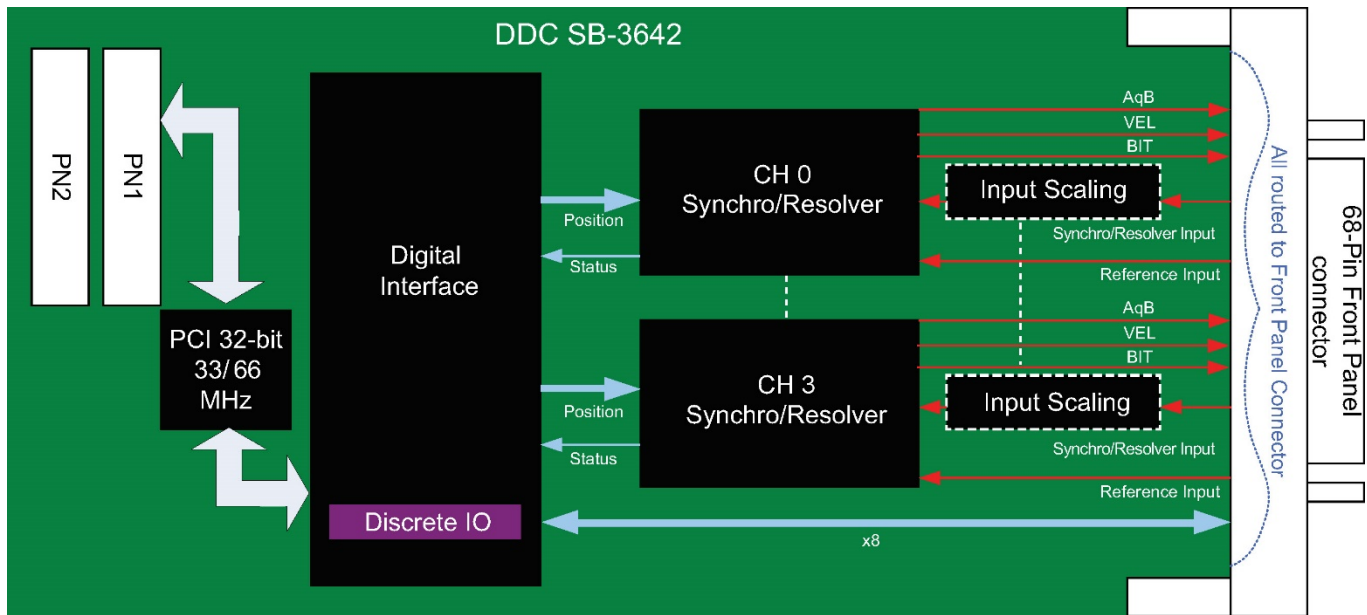 DDC SB-3642
PN2
PN1
PCI 32-bit
33/ 66
MHz
Digital
Interface
Discrete IO
Position
Status
CH 0
Synchro/Resolver
AqB
VEL
BIT
Input Scaling
Synchro/Resolver Input
Reference Input
Position
Status
CH 3
Synchro/Resolver
AqB
VEL
BIT
Input Scaling
Synchro/Resolver Input
Reference Input
x8
All routed to Front Panel Connector
68-Pin Front Panel
connector